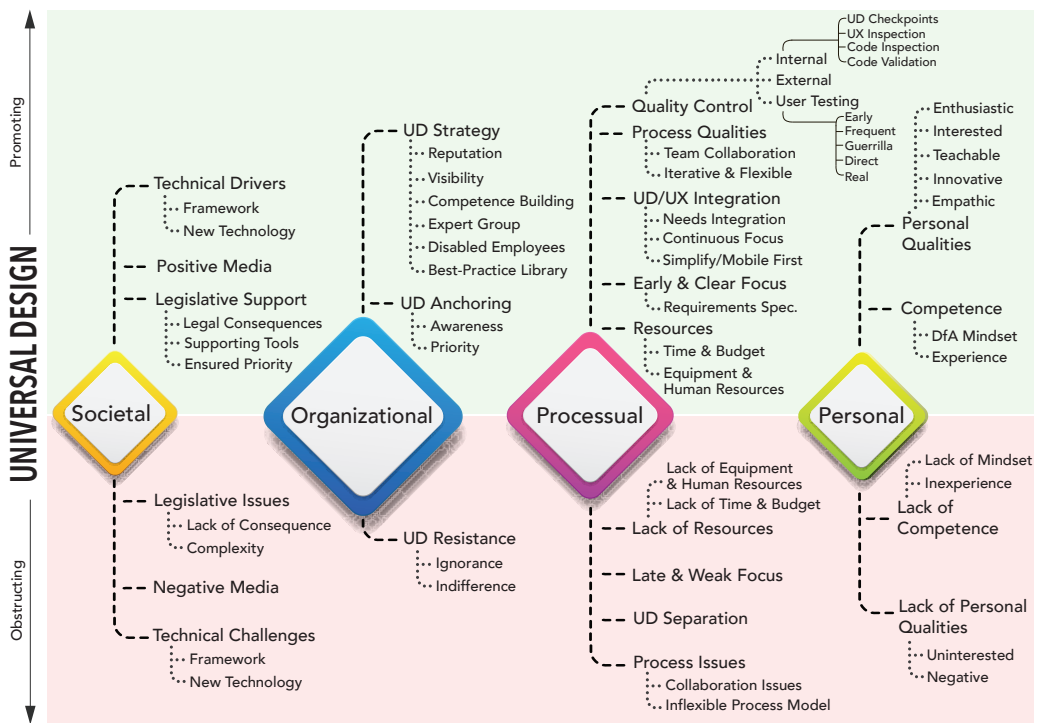 UNIVERSAL DESIGN
Promoting
Obstructing
Societal
Technical Drivers
Framework
New Technology
Positive Media
Legislative Support
Legal Consequences
Supporting Tools
Ensured Priority
Legislative Issues
Lack of Consequence
Complexity
Negative Media
Technical Challenges
Framework
New Technology
Organizational
UD Strategy
Reputation
Visibility
Competence Building
Expert Group
Disabled Employees
Best-Practice Library
UD Anchoring
Awareness
Priority
UD Resistance
Ignorance
Indifference
Processual
Quality Control
Internal
UD Checkpoints
UX Inspection
Code Inspection
Code Validation
External
User Testing
Early
Frequent
Guerrilla
Direct
Real
Process Qualities
Team Collaboration
Iterative & Flexible
UD/UX Integration
Needs Integration
Continuous Focus
Simplify/Mobile First
Early & Clear Focus
Requirements Spec.
Resources
Time & Budget
Equipment &
Human Resources
Lack of Equipment
& Human Resources
Lack of Time & Budget
Lack of Resources
Late & Weak Focus
UD Separation
Process Issues
Collaboration Issues
Inflexible Process Model
Personal
Enthusiastic
Interested
Teachable
Innovative
Empathic
Personal
Qualities
Competence
DfA Mindset
Experience
Lack of Mindset
Inexperience
Lack of
Competence
Lack of Personal
Qualities
Uninterested
Negative